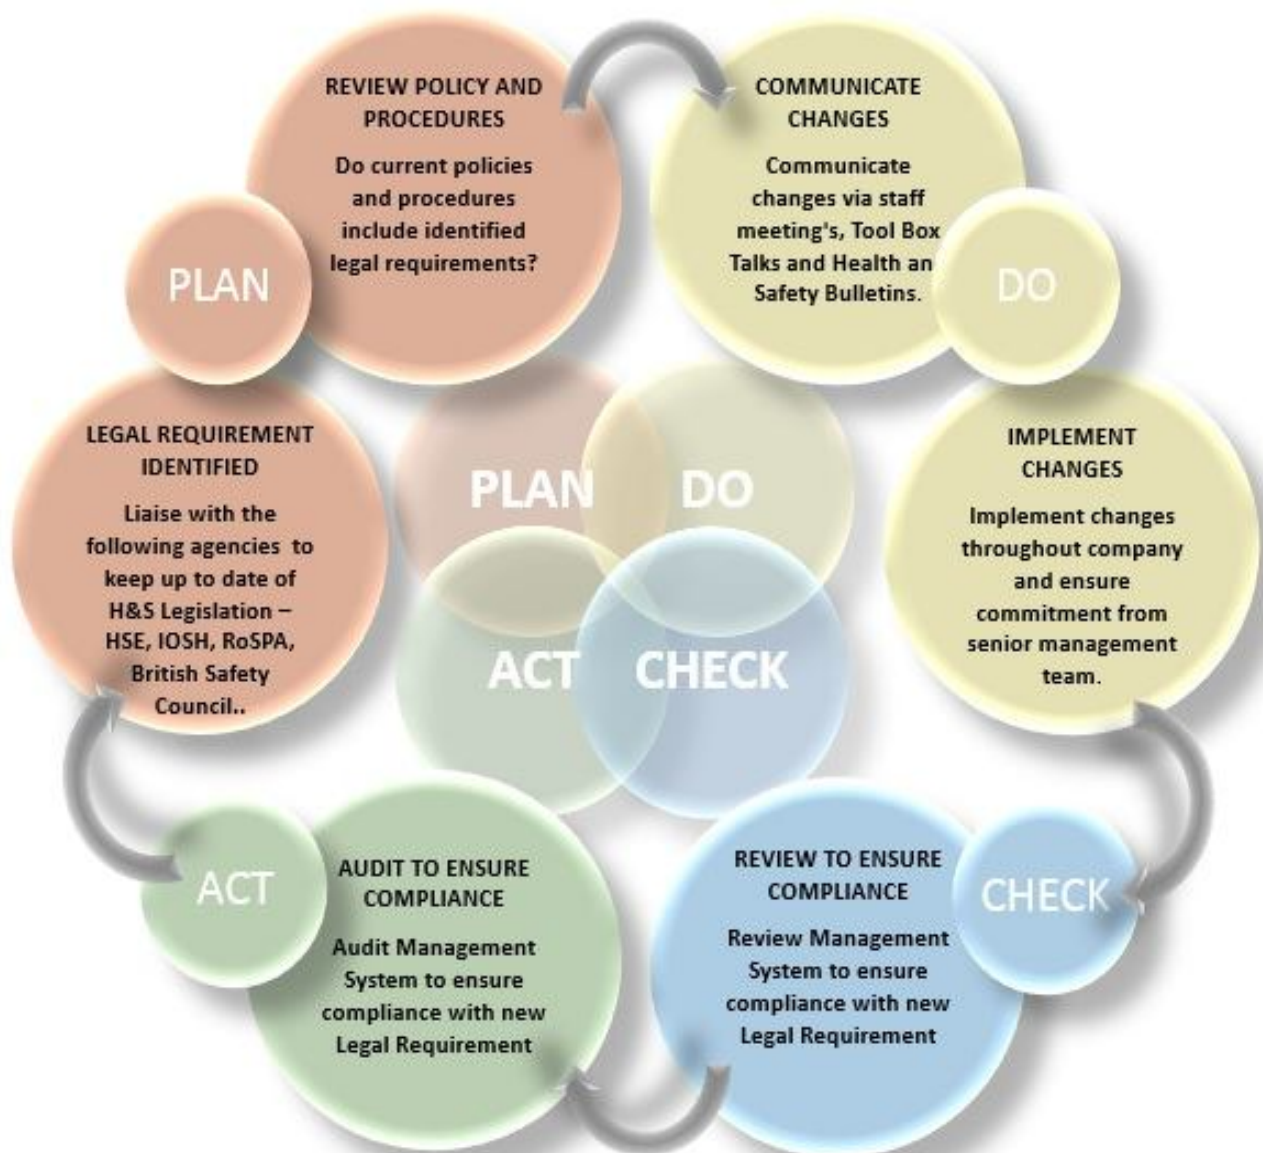 REVIEW POLICY AND
PROCEDURES
Do current policies
and procedures
include identified
legal requirements?
COMMUNICATE
CHANGES
Communicate
changes via staff
meeting's, Tool Box
Talks and Health an
Safety Bulletins.
PLAN
DO
LEGAL REQUIREMENT
IDENTIFIED
Liaise with the
following agencies to
keep up to date of
H&S Legislation –
HSE, IOSH, RoSPA,
British Safety
Council..
PLAN
DO
ACT
CHECK
IMPLEMENT
CHANGES
Implement changes
throughout company
and ensure
commitment from
senior management
team.
ACT
AUDIT TO ENSURE
COMPLIANCE
Audit Management
System to ensure
compliance with new
Legal Requirement
REVIEW TO ENSURE
COMPLIANCE
Review Management
System to ensure
compliance with new
Legal Requirement
CHECK